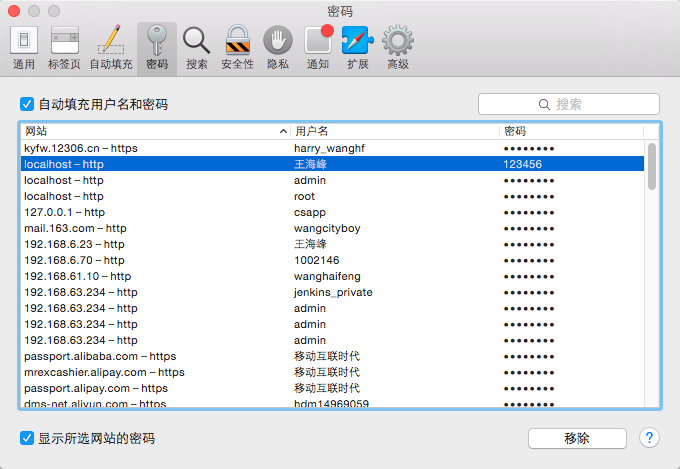 密码
通用 标签页 自动填充 密码 搜索 安全性 隐私 通知 扩展 高级
自动填充用户名和密码 搜索
网站 用户名 密码
kyfw.12306.cn – https harry_wanghf ••••••••
localhost – http 王海峰 123456
localhost – http admin ••••••••
localhost – http root ••••••••
127.0.0.1 – http csapp ••••••••
mail.163.com – http wangcityboy ••••••••
192.168.6.23 – http 王海峰 ••••••••
192.168.6.70 – http 1002146 ••••••••
192.168.61.10 – http wanghaifeng ••••••••
192.168.63.234 – http jenkins_private ••••••••
192.168.63.234 – http admin ••••••••
192.168.63.234 – http admin ••••••••
192.168.63.234 – http admin ••••••••
passport.alibaba.com – https 移动互联时代 ••••••••
mrexcashier.alipay.com – https 移动互联时代 ••••••••
passport.alipay.com – https 移动互联时代 ••••••••
dms-net.aliyun.com – https hdm14969059 ••••••••
显示所选网站的密码 移除 ?